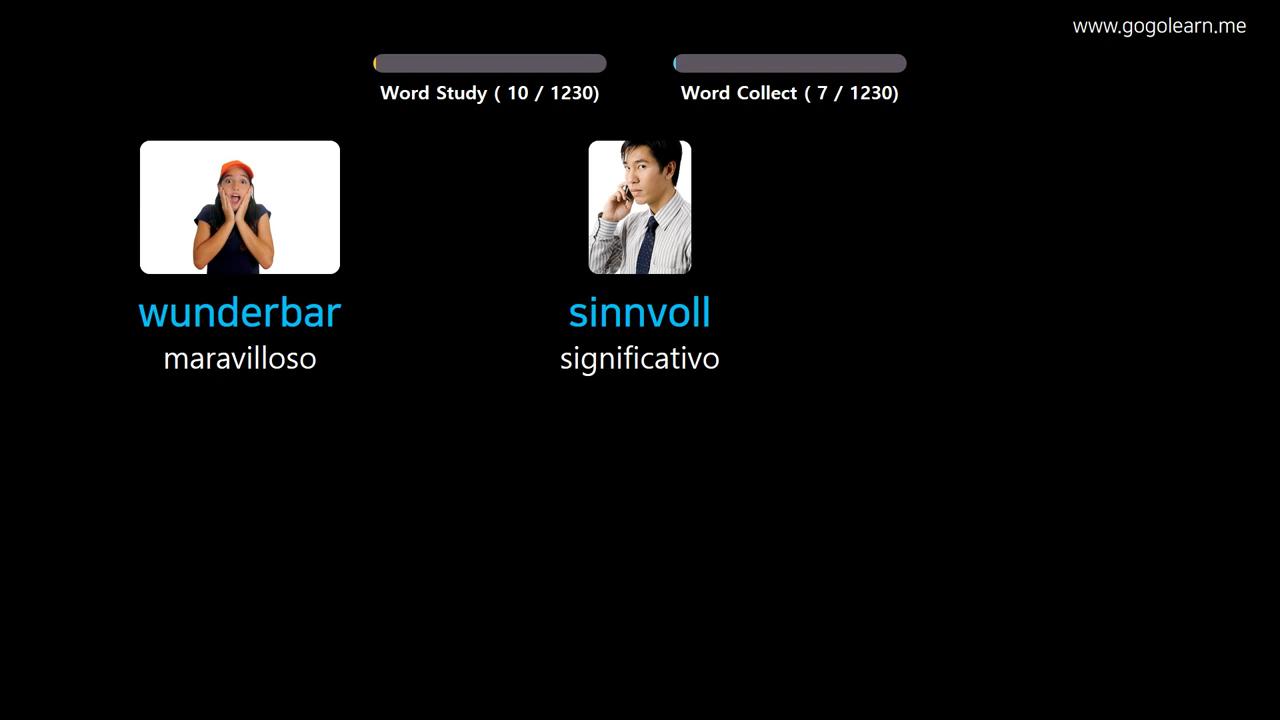 www.gogolearn.me
Word Study ( 10 / 1230)
Word Collect ( 7 / 1230)
wunderbar
maravilloso
sinnvoll
significativo